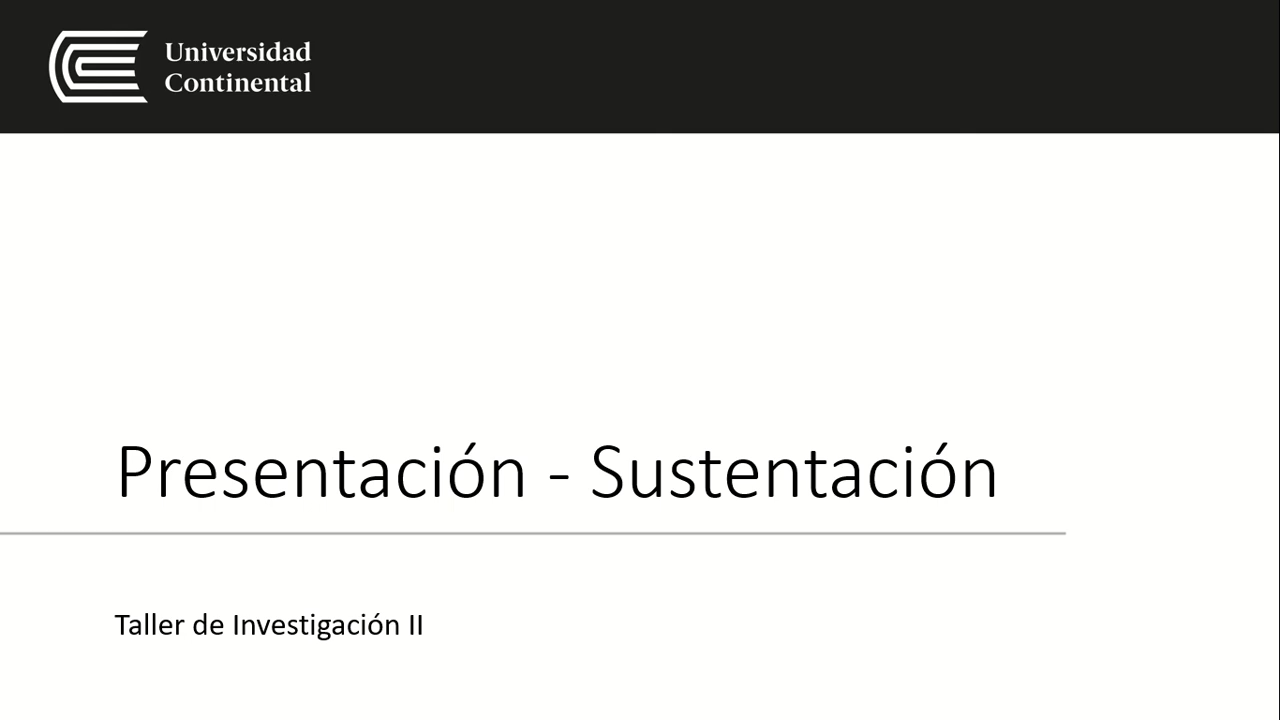 Universidad
Continental
Presentación - Sustentación
Taller de Investigación II